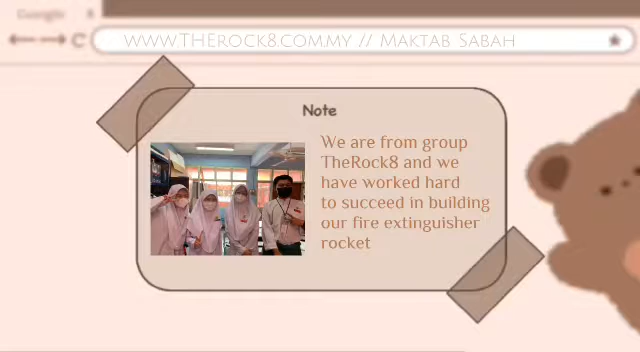 Google 8
www.THErock8.com.my // Maktab Sabah
Note
We are from group
TheRock8 and we
have worked hard
to succeed in building
our fire extinguisher
rocket